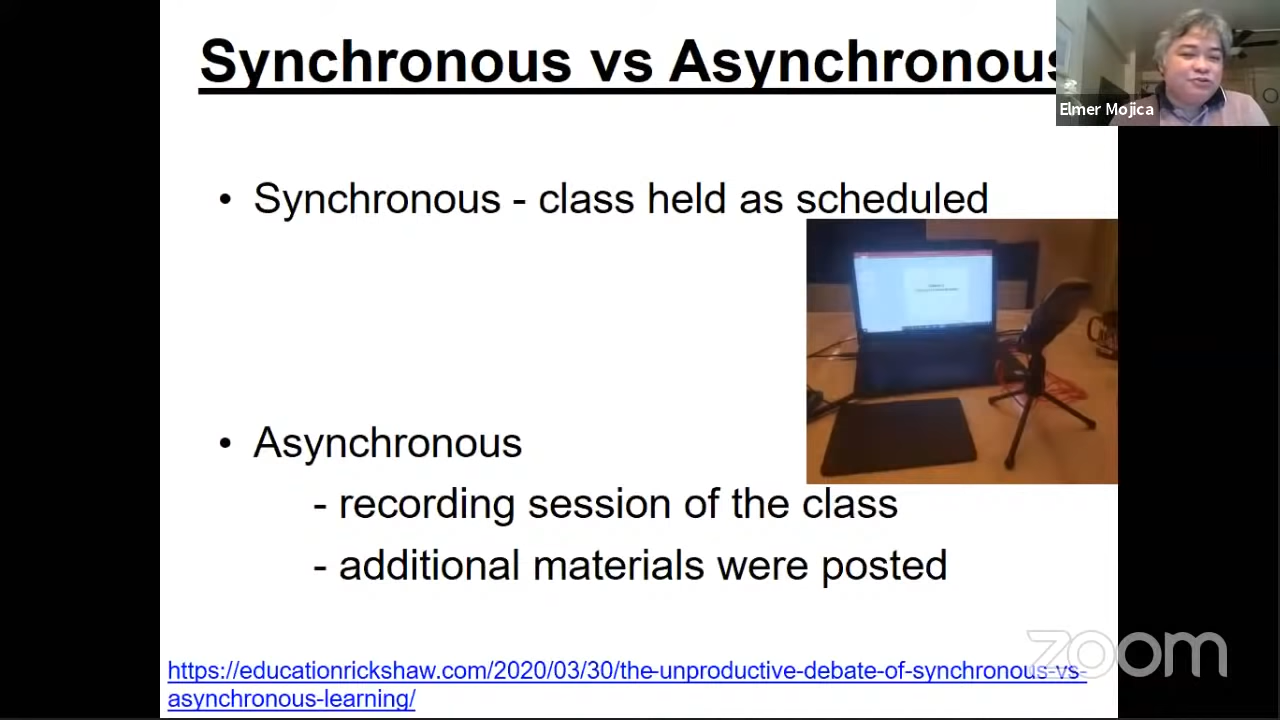 Synchronous vs Asynchronous
Elmer Mojica
• Synchronous - class held as scheduled
• Asynchronous
- recording session of the class
- additional materials were posted
https://educationrickshaw.com/2020/03/30/the-unproductive-debate-of-synchronous-vs-
asynchronous-learning/
zoom